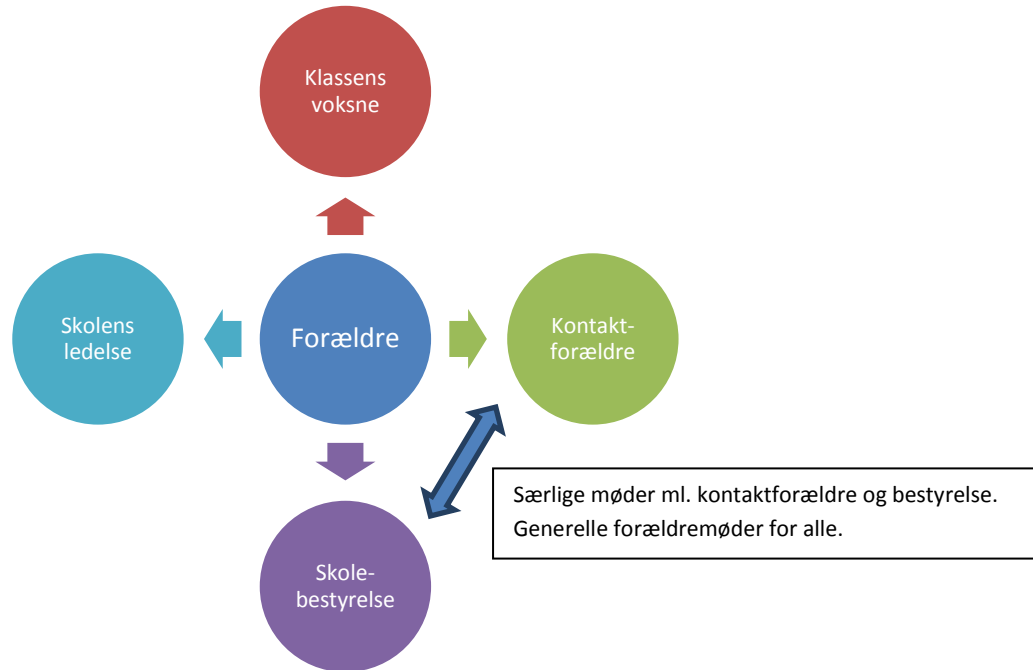 Klassens
voksne
Skolens
ledelse
Forældre
Kontakt-
forældre
Særlige møder ml. kontaktforældre og bestyrelse.
Generelle forældremøder for alle.
Skole-
bestyrelse